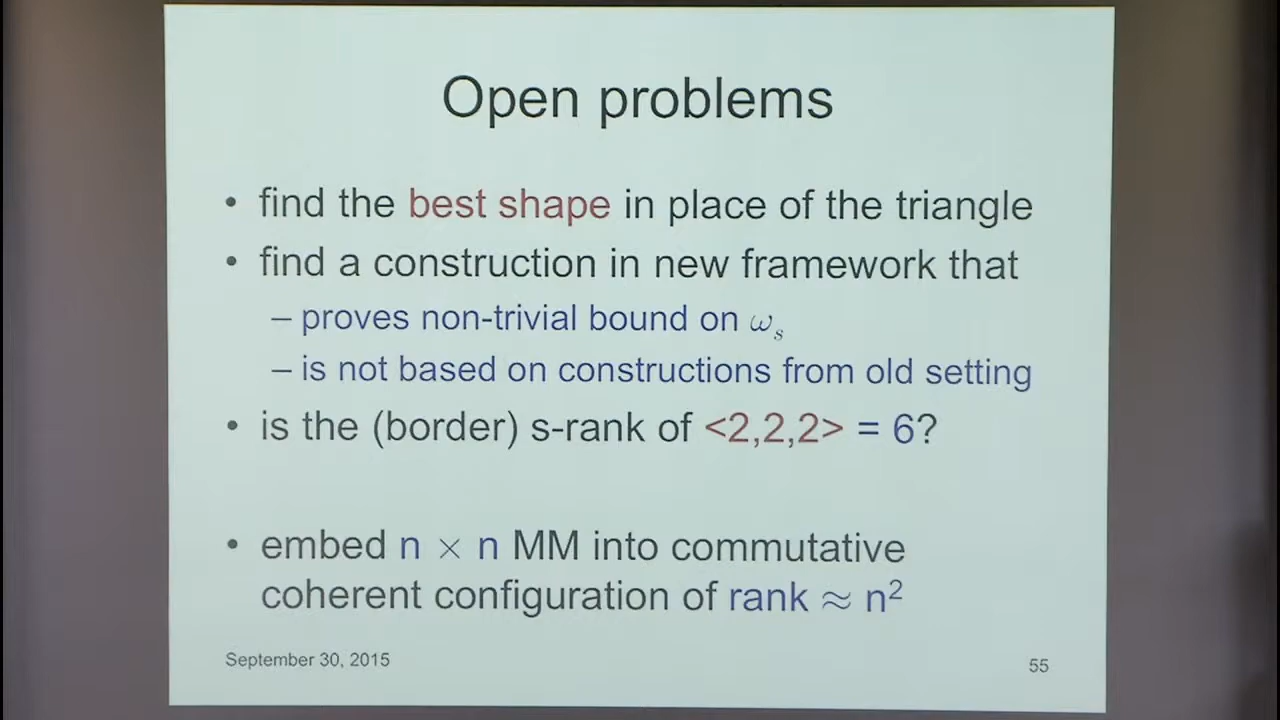 Open problems
• find the best shape in place of the triangle
• find a construction in new framework that
– proves non-trivial bound on ωₛ
– is not based on constructions from old setting
• is the (border) s-rank of <2,2,2> = 6?
• embed n × n MM into commutative
coherent configuration of rank ≈ n²
September 30, 2015
55